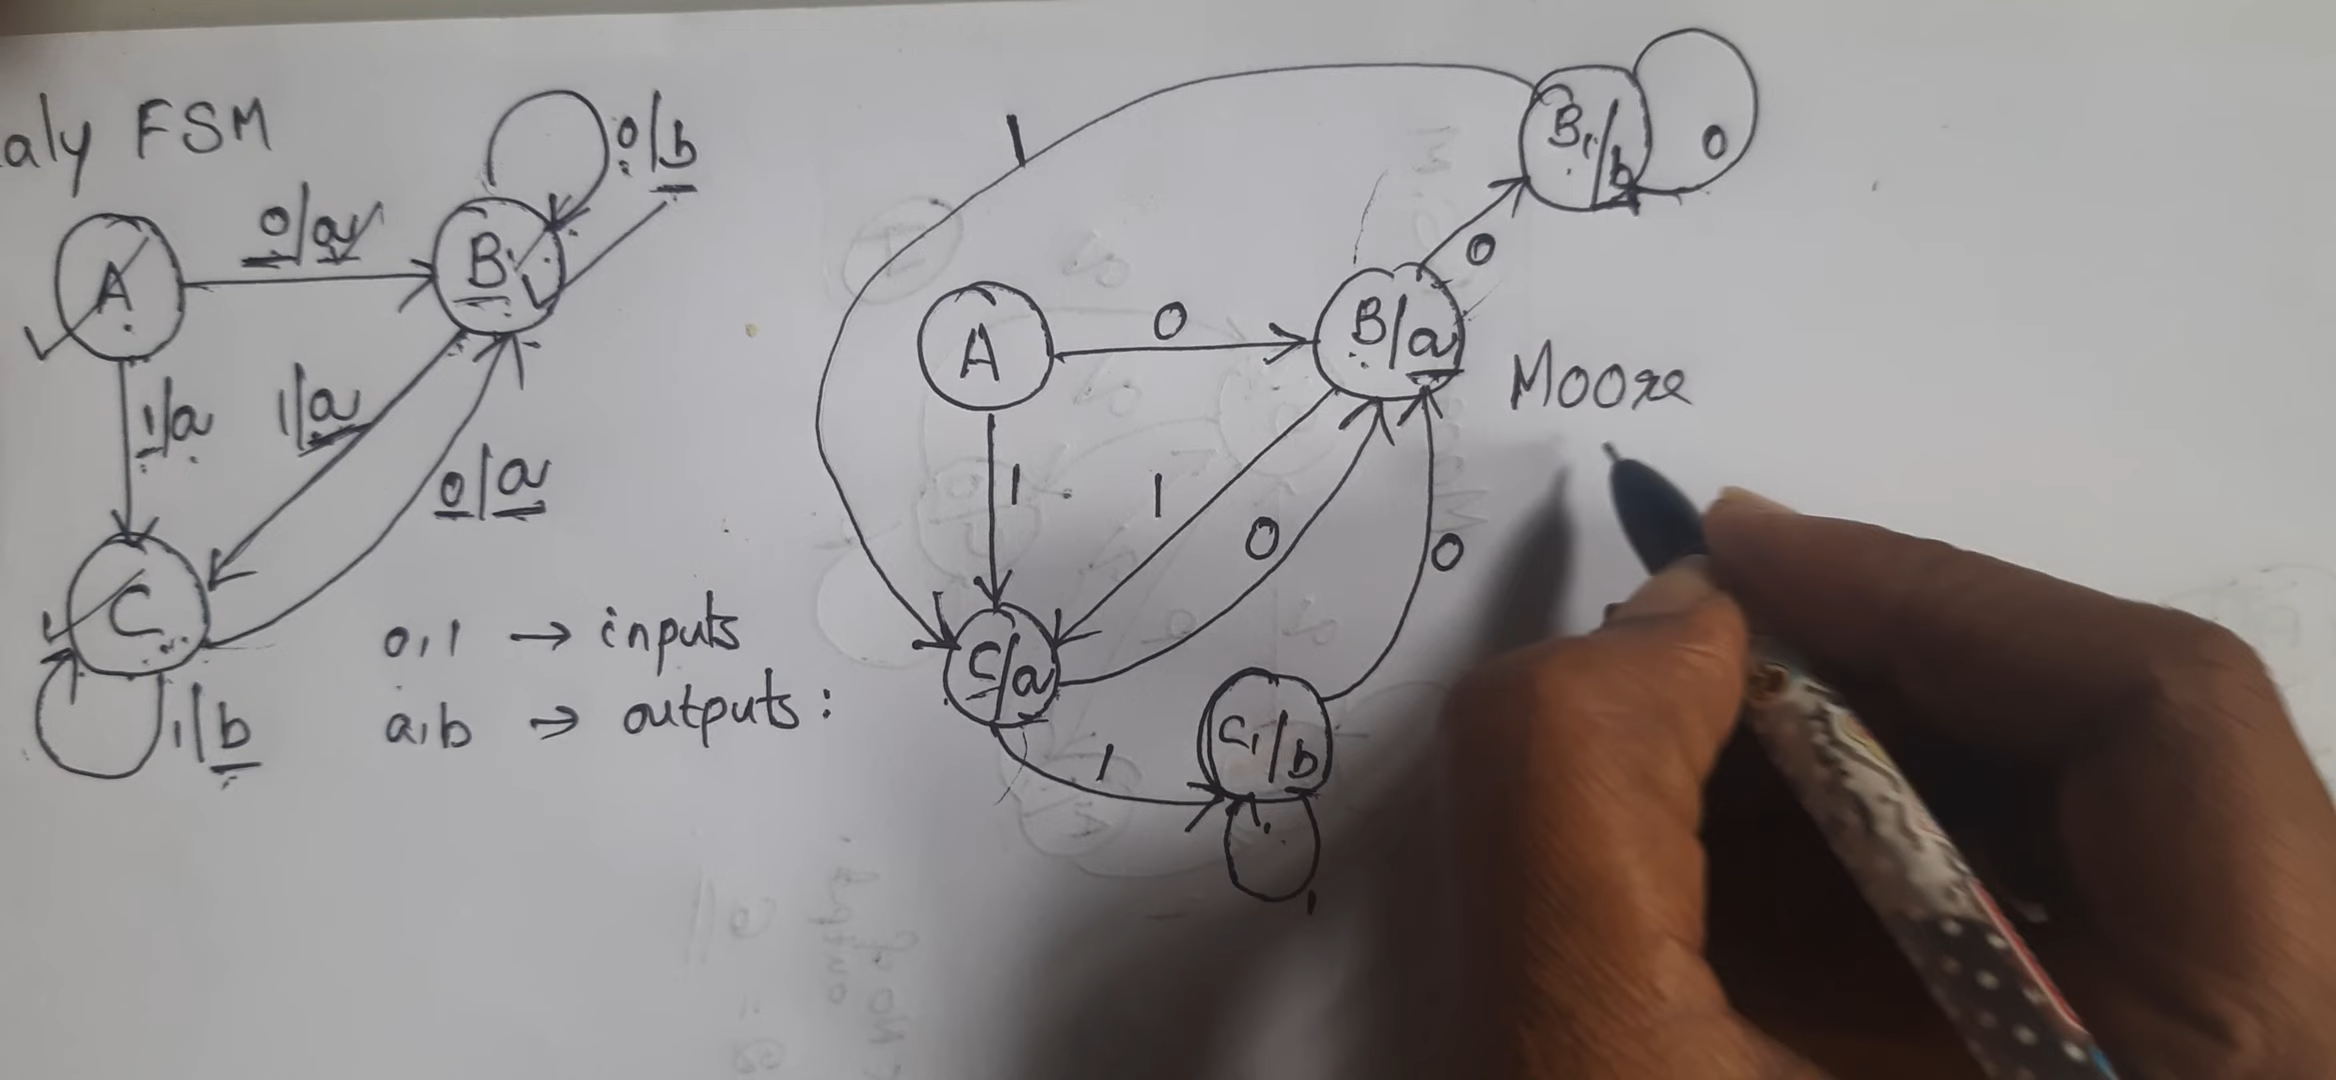 aly FSM
0/b
0/a
A
B
1/a
1/a
0/a
C
1/b
0,1 → inputs
a,b → outputs:
1
B1/b
0
0
A
0
B/a
Moore
1
1
0
0
C/a
1
C1/b
1